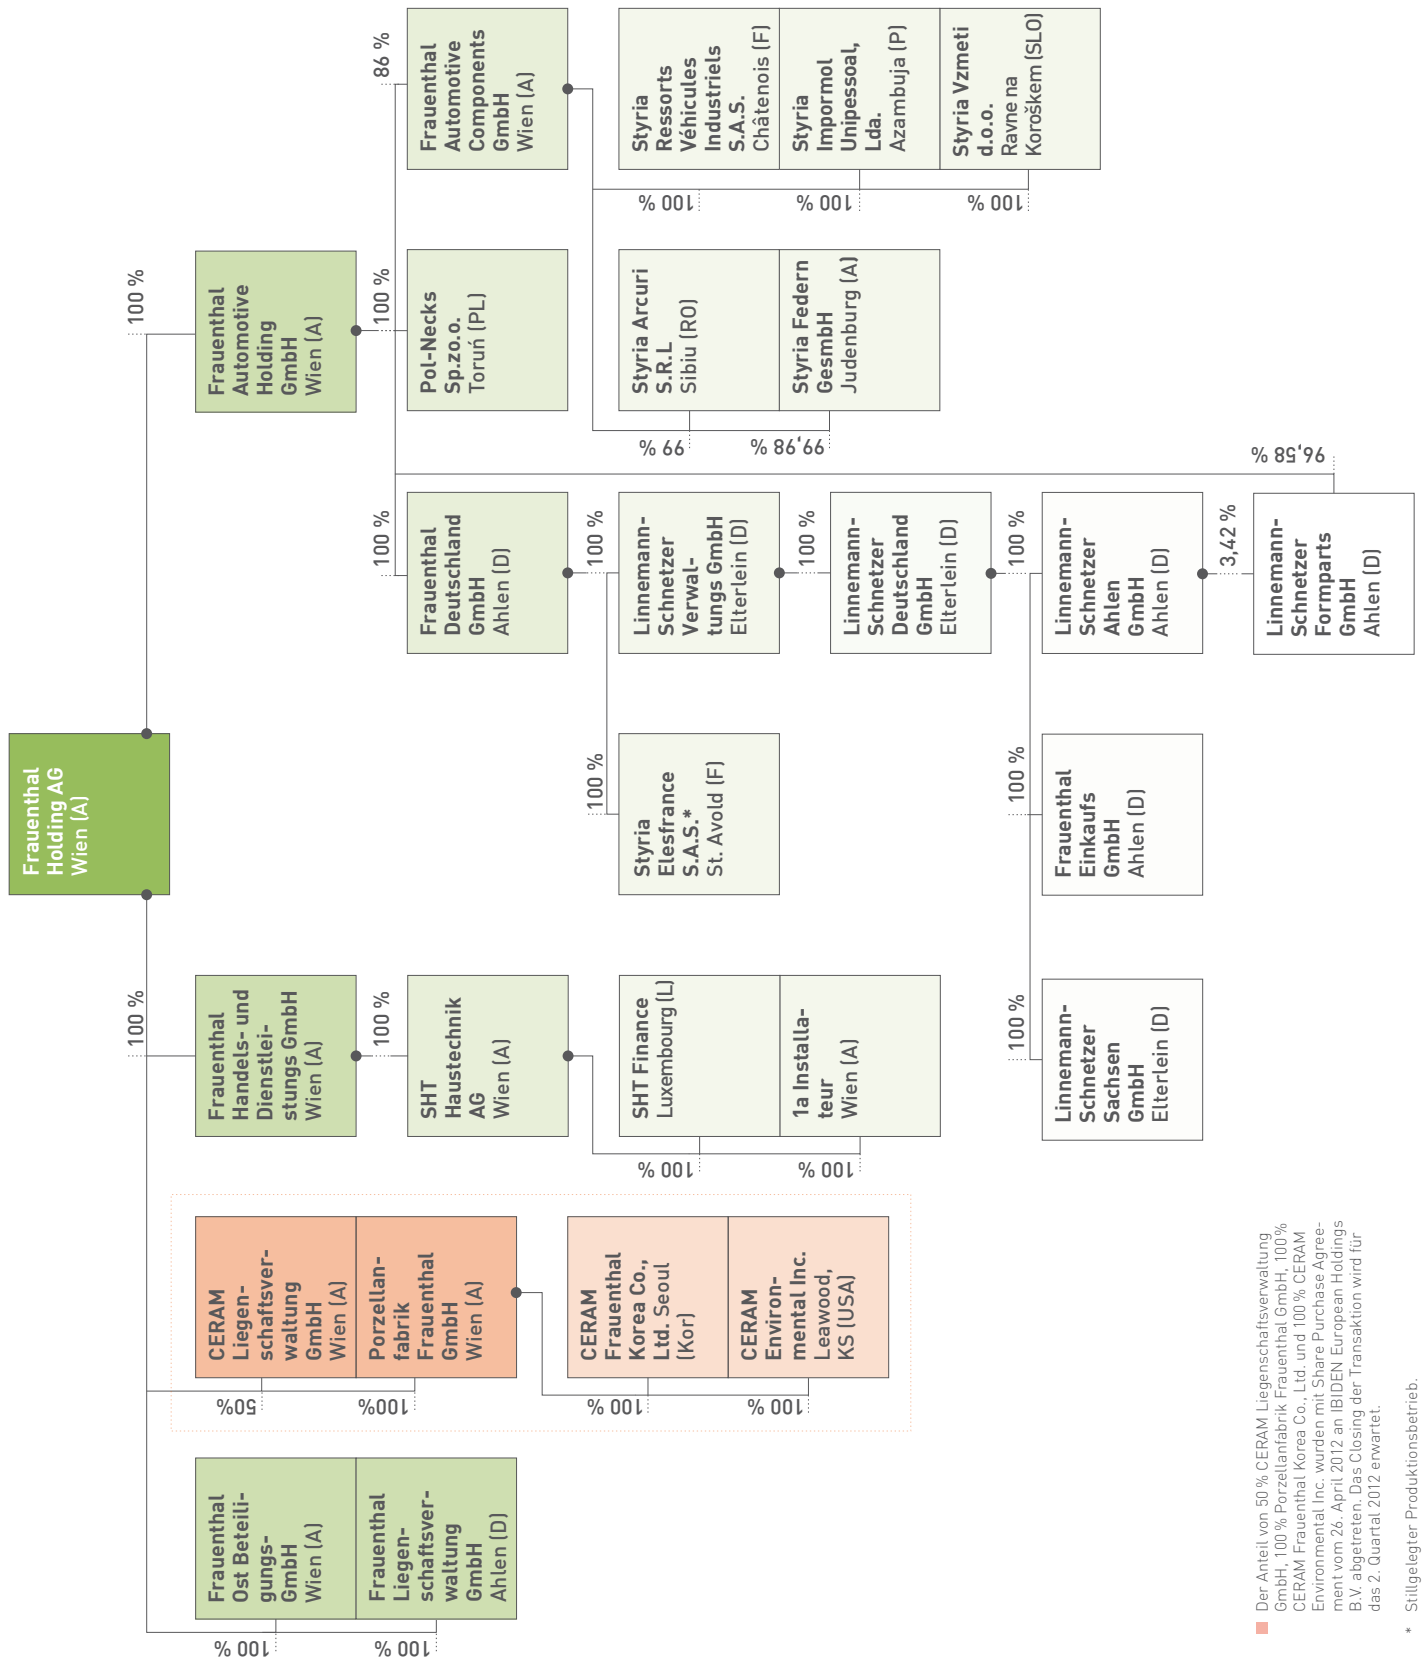 Frauenthal
Holding AG
Wien (A)
100 %
100 %
Frauenthal
Ost Beteili-
gungs-
GmbH
Wien (A)
100 %
Frauenthal
Liegen-
schaftsver-
waltung
GmbH
Ahlen (D)
100 %
CERAM
Liegen-
schaftsver-
waltung
GmbH
Wien (A)
50%
Porzellan-
fabrik
Frauenthal
GmbH
Wien (A)
100%
CERAM
Frauenthal
Korea Co.,
Ltd. Seoul
(Kor)
100 %
CERAM
Environ-
mental Inc.
Leawood,
KS (USA)
100 %
Frauenthal
Handels- und
Dienstlei-
stungs GmbH
Wien (A)
100 %
SHT
Haustechnik
AG
Wien (A)
SHT Finance
Luxembourg (L)
100 %
1a Installa-
teur
Wien (A)
100 %
Frauenthal
Automotive
Holding
GmbH
Wien (A)
100 %
Frauenthal
Deutschland
GmbH
Ahlen (D)
100 %
Pol-Necks
Sp.zo.o.
Toruń (PL)
86 %
Frauenthal
Automotive
Components
GmbH
Wien (A)
100 %
Styria
Elesfrance
S.A.S.*
St. Avold (F)
100 %
Linnemann-
Schnetzer
Verwal-
tungs GmbH
Elterlein (D)
100 %
Linnemann-
Schnetzer
Deutschland
GmbH
Elterlein (D)
100 %
Linnemann-
Schnetzer
Sachsen
GmbH
Elterlein (D)
100 %
Frauenthal
Einkaufs
GmbH
Ahlen (D)
100 %
Linnemann-
Schnetzer
Ahlen
GmbH
Ahlen (D)
3,42 %
96,58 %
Linnemann-
Schnetzer
Formparts
GmbH
Ahlen (D)
99 %
Styria Arcuri
S.R.L
Sibiu (RO)
99,98 %
Styria Federn
GesmbH
Judenburg (A)
100 %
Styria
Ressorts
Véhicules
Industriels
S.A.S.
Châtenois (F)
100 %
Styria
Impormol
Unipessoal,
Lda.
Azambuja (P)
100 %
Styria Vzmeti
d.o.o.
Ravne na
Koroškem (SLO)
Der Anteil von 50 % CERAM Liegenschaftsverwaltung
GmbH, 100 % Porzellanfabrik Frauenthal GmbH, 100 %
CERAM Frauenthal Korea Co., Ltd. und 100 % CERAM
Environmental Inc. wurden mit Share Purchase Agree-
ment vom 26. April 2012 an IBIDEN European Holdings
B.V. abgetreten. Das Closing der Transaktion wird für
das 2. Quartal 2012 erwartet.
* Stillgelegter Produktionsbetrieb.